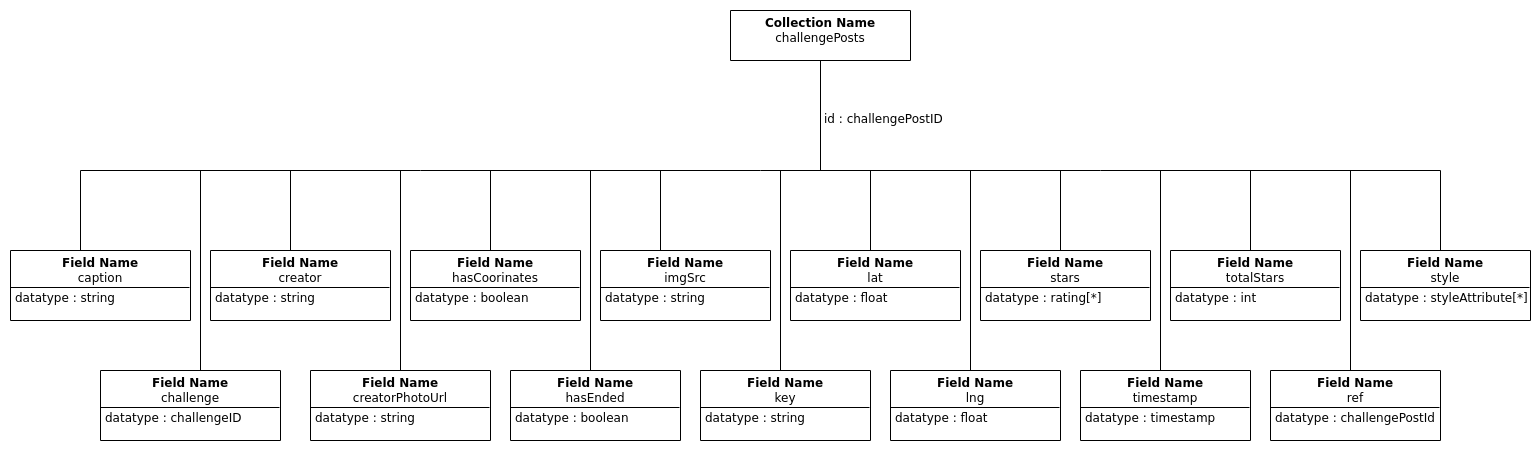 Collection Name
challengePosts
id : challengePostID
Field Name
caption
datatype : string
Field Name
creator
datatype : string
Field Name
hasCoorinates
datatype : boolean
Field Name
imgSrc
datatype : string
Field Name
lat
datatype : float
Field Name
stars
datatype : rating[*]
Field Name
totalStars
datatype : int
Field Name
style
datatype : styleAttribute[*]
Field Name
challenge
datatype : challengeID
Field Name
creatorPhotoUrl
datatype : string
Field Name
hasEnded
datatype : boolean
Field Name
key
datatype : string
Field Name
lng
datatype : float
Field Name
timestamp
datatype : timestamp
Field Name
ref
datatype : challengePostId